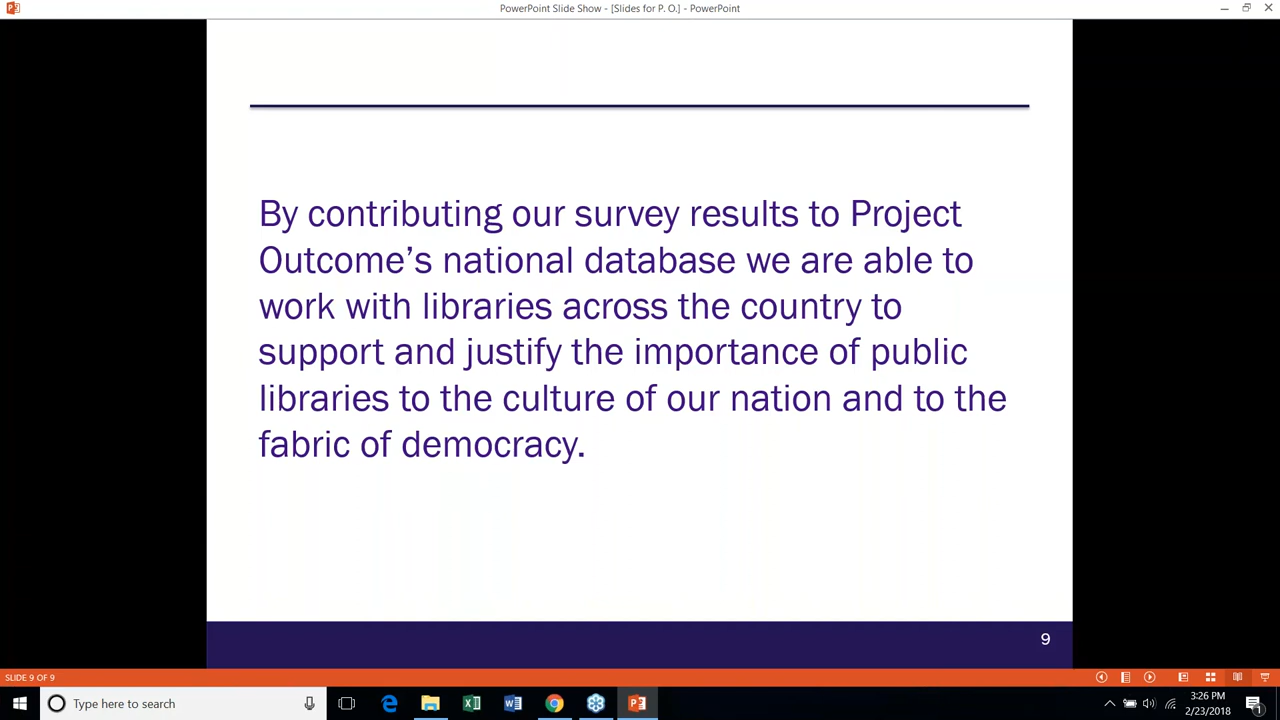 PowerPoint Slide Show - [Slides for P. O.] - PowerPoint
By contributing our survey results to Project
Outcome’s national database we are able to
work with libraries across the country to
support and justify the importance of public
libraries to the culture of our nation and to the
fabric of democracy.
9
SLIDE 9 OF 9
Type here to search
3:26 PM
2/23/2018
1